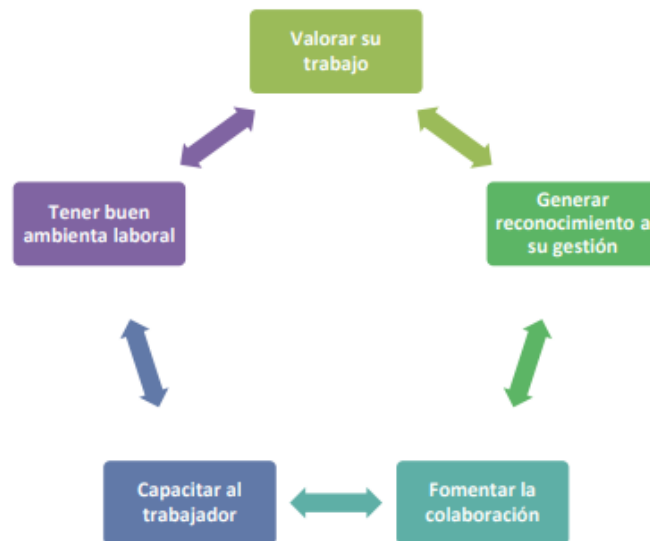 Valorar su
trabajo
Generar
reconocimiento a
su gestión
Fomentar la
colaboración
Capacitar al
trabajador
Tener buen
ambienta laboral